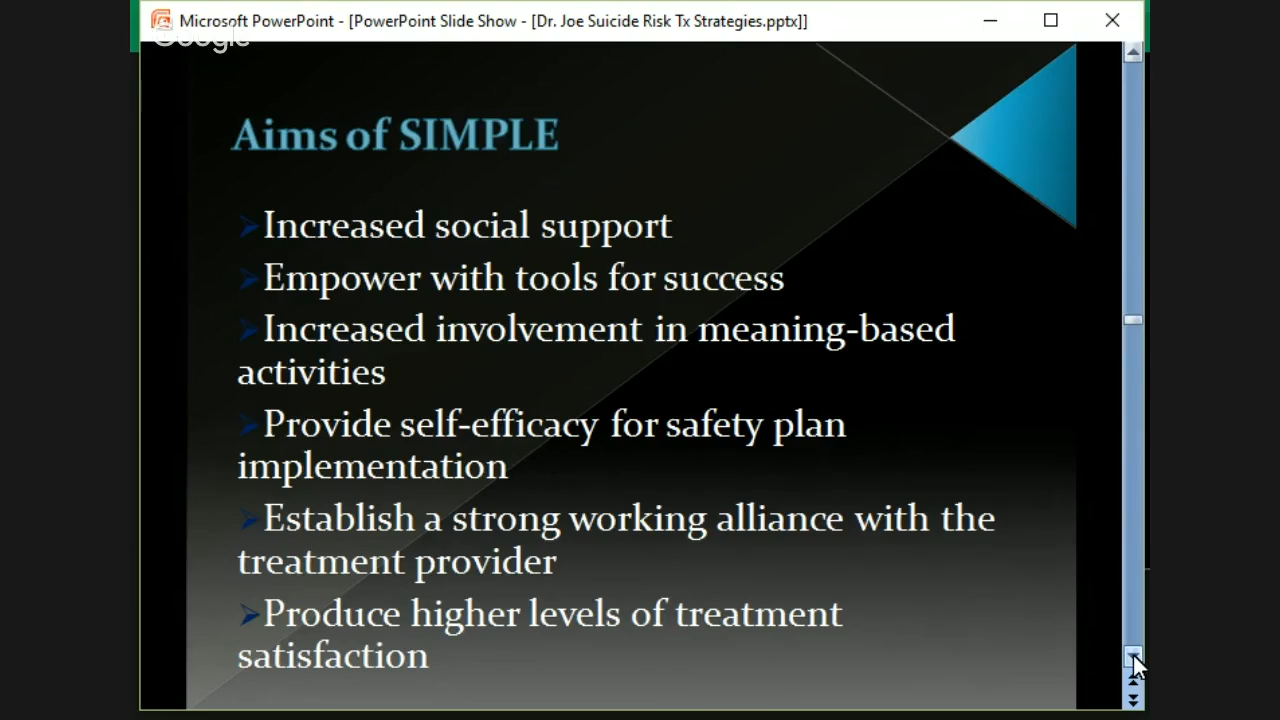 Microsoft PowerPoint - [PowerPoint Slide Show - [Dr. Joe Suicide Risk Tx Strategies.pptx]]
Google
Aims of SIMPLE
Increased social support
Empower with tools for success
Increased involvement in meaning-based
activities
Provide self-efficacy for safety plan
implementation
Establish a strong working alliance with the
treatment provider
Produce higher levels of treatment
satisfaction